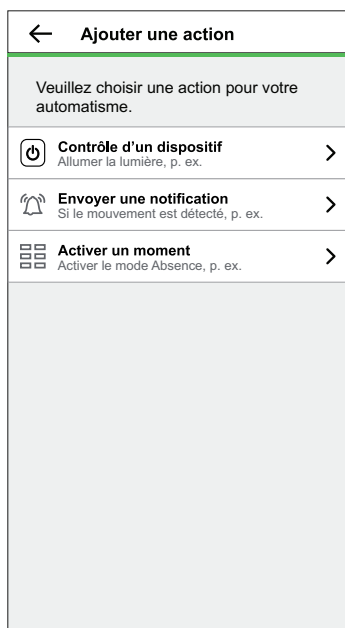 Ajouter une action
Veuillez choisir une action pour votre
automatisme.
Contrôle d'un dispositif
Allumer la lumière, p. ex.
Envoyer une notification
Si le mouvement est détecté, p. ex.
Activer un moment
Activer le mode Absence, p. ex.